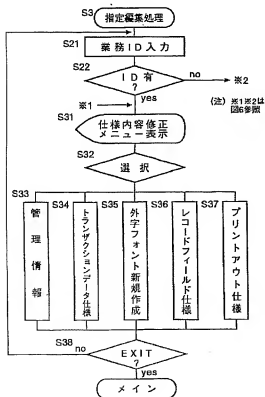 S3
指定編集処理
S21
業務ID入力
S22
ID有
?
no
※2
yes
※1
(注) ※1※2は
図6参照
S31
仕様内容修正
メニュー表示
S32
選択
S33
管理情報
S34
トランザクションデータ仕様
S35
外字フォント新規作成
S36
レコードフィールド仕様
S37
プリントアウト仕様
S38
EXIT
?
yes
メイン